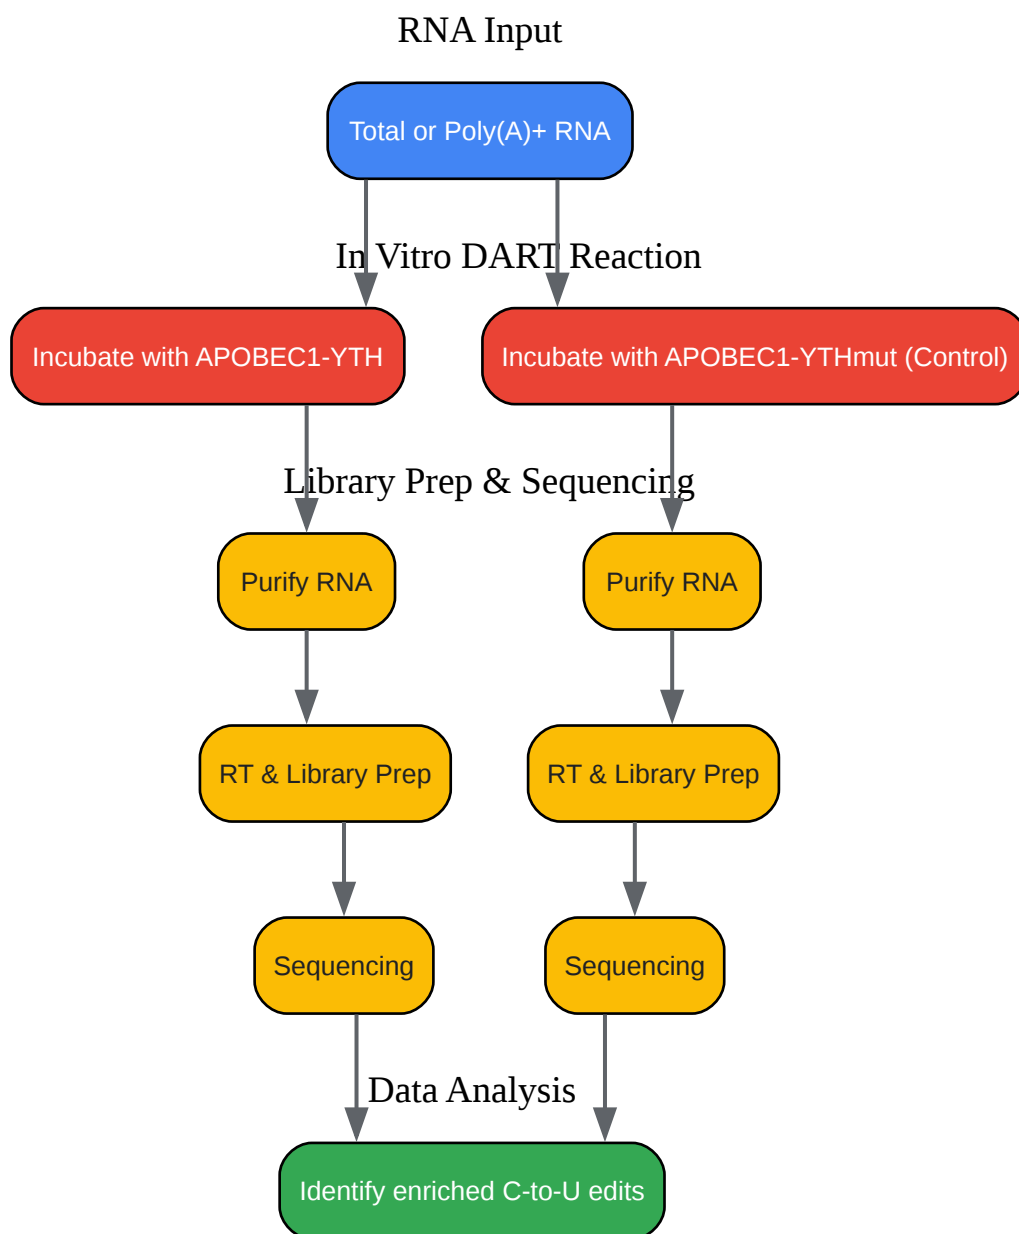 RNA Input
Total or Poly(A)+ RNA
In Vitro DART Reaction
Incubate with APOBEC1-YTH
Incubate with APOBEC1-YTHmut (Control)
Library Prep & Sequencing
Purify RNA
Purify RNA
RT & Library Prep
RT & Library Prep
Sequencing
Sequencing
Data Analysis
Identify enriched C-to-U edits